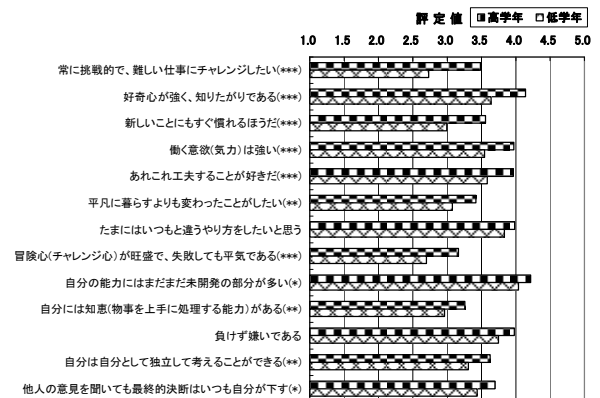 評定値 高学年 低学年
1.0 1.5 2.0 2.5 3.0 3.5 4.0 4.5 5.0
常に挑戦的で、難しい仕事にチャレンジしたい(***)
好奇心が強く、知りたがりである(***)
新しいことにもすぐ慣れるほうだ(***)
働く意欲(気力)は強い(***)
あれこれ工夫することが好きだ(***)
平凡に暮らすよりも変わったことがしたい(**)
たまにはいつもと違うやり方をしたいと思う
冒険心(チャレンジ心)が旺盛で、失敗しても平気である(***)
自分の能力にはまだまだ未開発の部分が多い(*)
自分には知恵(物事を上手に処理する能力)がある(**)
負けず嫌いである
自分は自分として独立して考えることができる(**)
他人の意見を聞いても最終的決断はいつも自分が下す(*)